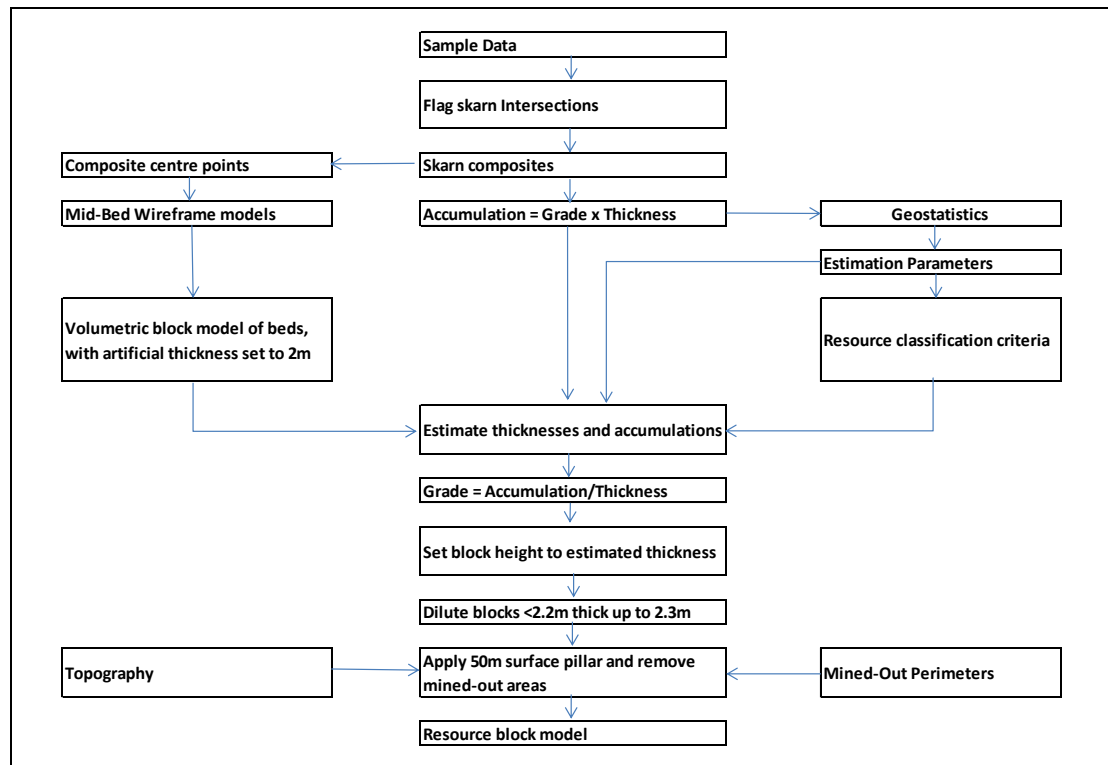 Sample Data
Flag skarn Intersections
Composite centre points
Skarn composites
Mid-Bed Wireframe models
Accumulation = Grade x Thickness
Geostatistics
Estimation Parameters
Volumetric block model of beds,
with artificial thickness set to 2m
Resource classification criteria
Estimate thicknesses and accumulations
Grade = Accumulation/Thickness
Set block height to estimated thickness
Dilute blocks <2.2m thick up to 2.3m
Topography
Apply 50m surface pillar and remove
mined-out areas
Mined-Out Perimeters
Resource block model